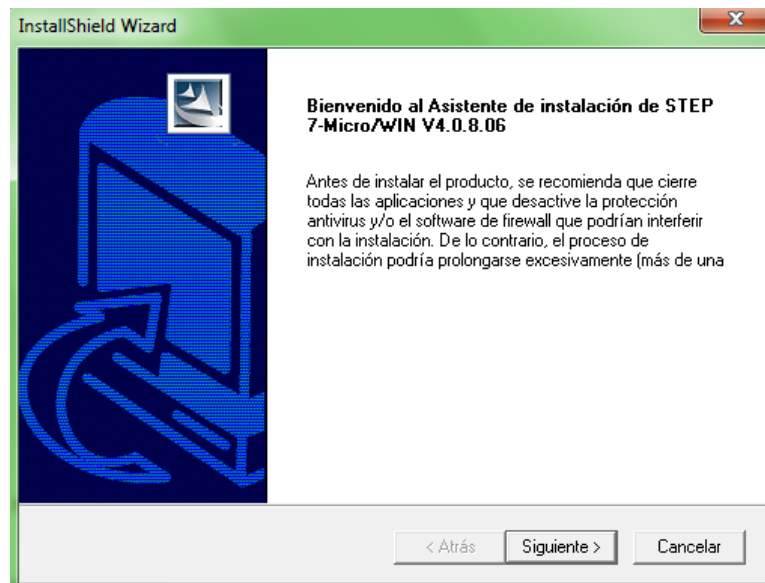 InstallShield Wizard
Bienvenido al Asistente de instalación de STEP
7-Micro/WIN V4.0.8.06
Antes de instalar el producto, se recomienda que cierre
todas las aplicaciones y que desactive la protección
antivirus y/o el software de firewall que podrían interferir
con la instalación. De lo contrario, el proceso de
instalación podría prolongarse excesivamente (más de una
< Atrás
Siguiente >
Cancelar